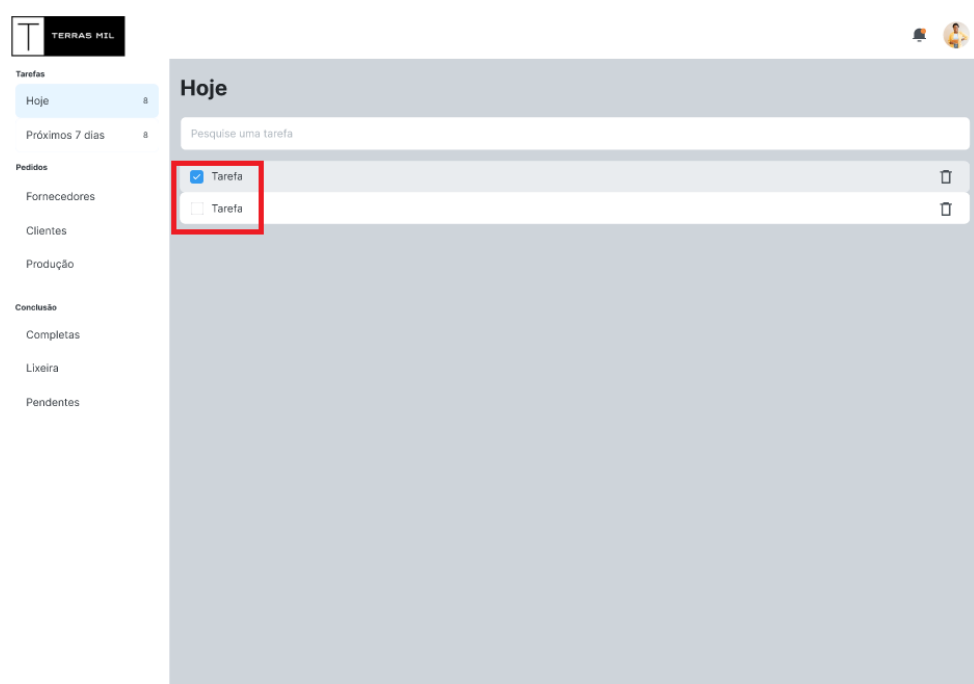 T TERRAS MIL
Tarefas
Hoje 8
Próximos 7 dias 8
Pedidos
Fornecedores
Clientes
Produção
Conclusão
Completas
Lixeira
Pendentes
Hoje
Pesquise uma tarefa
Tarefa
Tarefa